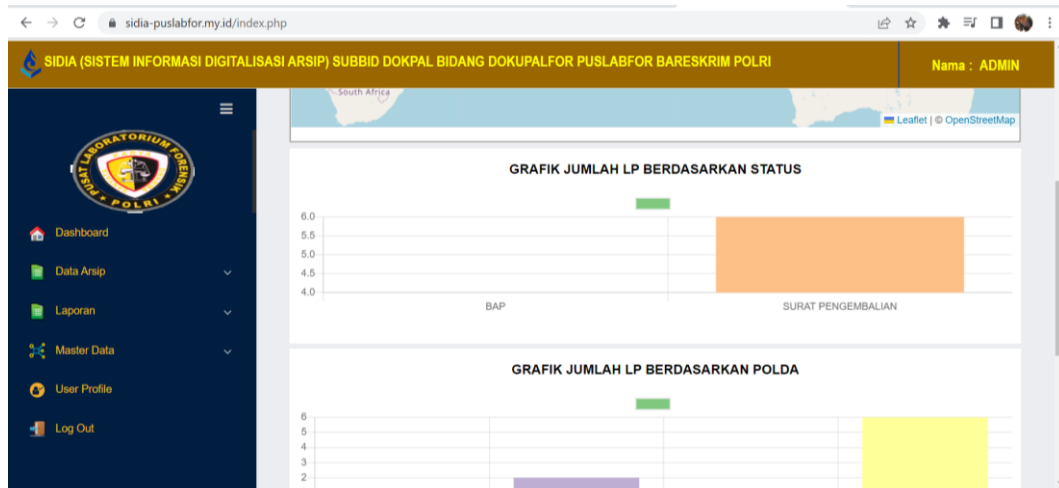 sidia-puslabfor.my.id/index.php
SIDIA (SISTEM INFORMASI DIGITALISASI ARSIP) SUBBID DOKPAL BIDANG DOKUPALFOR PUSLABFOR BARESKRIM POLRI
Nama : ADMIN
PUSAT LABORATORIUM FORENSIK
POLRI
Dashboard
Data Arsip
Laporan
Master Data
User Profile
Log Out
South Africa
Leaflet | © OpenStreetMap
GRAFIK JUMLAH LP BERDASARKAN STATUS
6.0
5.5
5.0
4.5
4.0
BAP
SURAT PENGEMBALIAN
GRAFIK JUMLAH LP BERDASARKAN POLDA
6
5
4
3
2